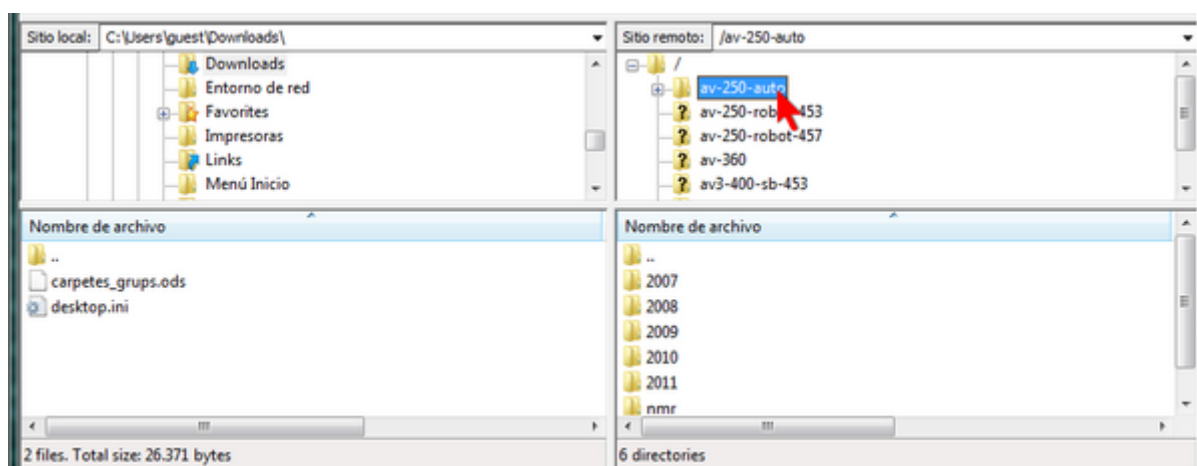 Sitio local: C:\Users\guest\Downloads\
Downloads
Entorno de red
Favorites
Impresoras
Links
Menú Inicio
Nombre de archivo
..
carpetes_grups.ods
desktop.ini
2 files. Total size: 26.371 bytes
Sitio remoto: /av-250-auto
/
av-250-auto
av-250-robot-453
av-250-robot-457
av-360
av3-400-sb-453
Nombre de archivo
..
2007
2008
2009
2010
2011
nmr
6 directories